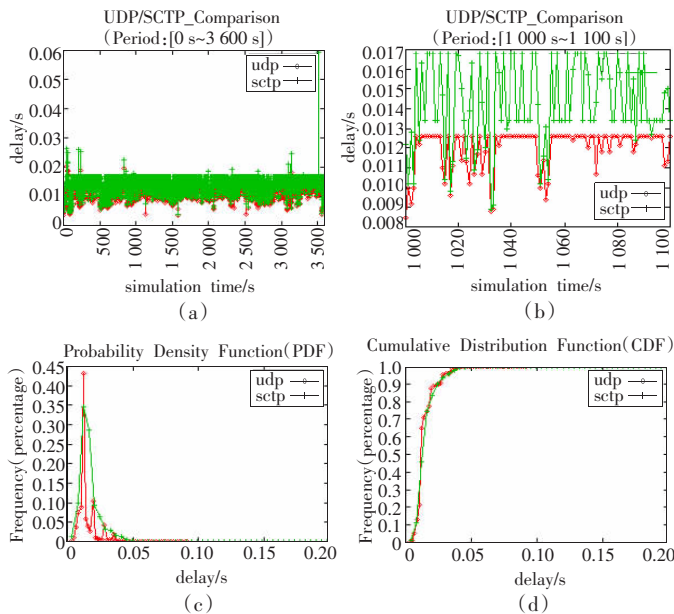 UDP/SCTP_Comparison
(Period:[0 s~3 600 s]
0.06
0.05
0.04
0.03
0.02
0.01
0
delay/s
udp
sctp
0
500
1 000
1 500
2 000
2 500
3 000
3 500
simulation time/s
(a)
UDP/SCTP_Comparison
(Period:[1 000 s~1 100 s]
0.017
0.016
0.015
0.014
0.013
0.012
0.011
0.010
0.009
0.008
delay/s
udp
sctp
1 000
1 020
1 040
1 060
1 080
1 100
simulation time/s
(b)
Probability Density Function(PDF)
0.45
0.40
0.35
0.30
0.25
0.20
0.15
0.10
0.05
0
Frequency(percentage)
udp
sctp
0
0.05
0.10
0.15
0.20
delay/s
(c)
Cumulative Distribution Function(CDF)
1.0
0.9
0.8
0.7
0.6
0.5
0.4
0.3
0.2
0.1
0
Frequency(percentage)
udp
sctp
0
0.05
0.10
0.15
0.20
delay/s
(d)